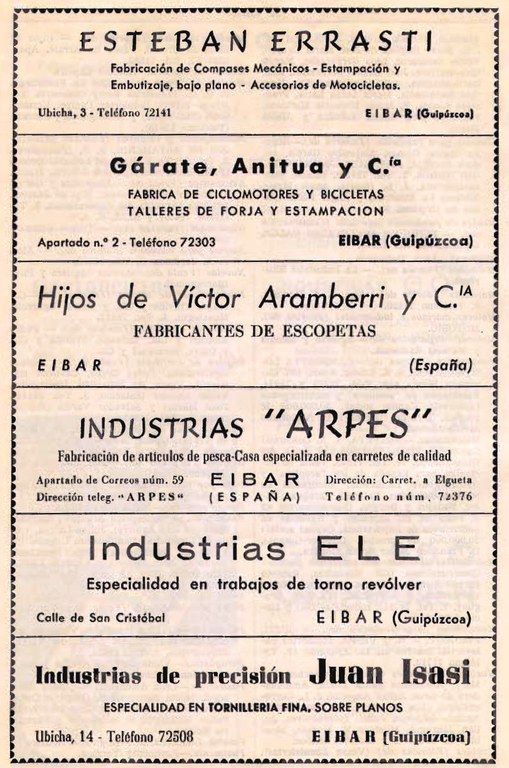 ESTEBAN ERRASTI
Fabricación de Compases Mecánicos - Estampación y
Embutizaje, bajo plano - Accesorios de Motocicletas.
Ubicha, 3 - Teléfono 72141 EIBAR (Guipúzcoa)
Gárate, Anitua y C.ía
FABRICA DE CICLOMOTORES Y BICICLETAS
TALLERES DE FORJA Y ESTAMPACION
Apartado n.º 2 - Teléfono 72303 EIBAR (Guipúzcoa)
Hijos de Víctor Aramberri y C.IA
FABRICANTES DE ESCOPETAS
EIBAR (España)
INDUSTRIAS "ARPES"
Fabricación de artículos de pesca-Casa especializada en carretes de calidad
Apartado de Correos núm. 59 EIBAR Dirección: Carret. a Elgueta
Dirección teleg. "ARPES" (ESPAÑA) Teléfono núm. 72376
Industrias ELE
Especialidad en trabajos de torno revólver
Calle de San Cristóbal EIBAR (Guipúzcoa)
Industrias de precisión Juan Isasi
ESPECIALIDAD EN TORNILLERIA FINA, SOBRE PLANOS
Ubicha, 14 - Teléfono 72508 EIBAR (Guipúzcoa)